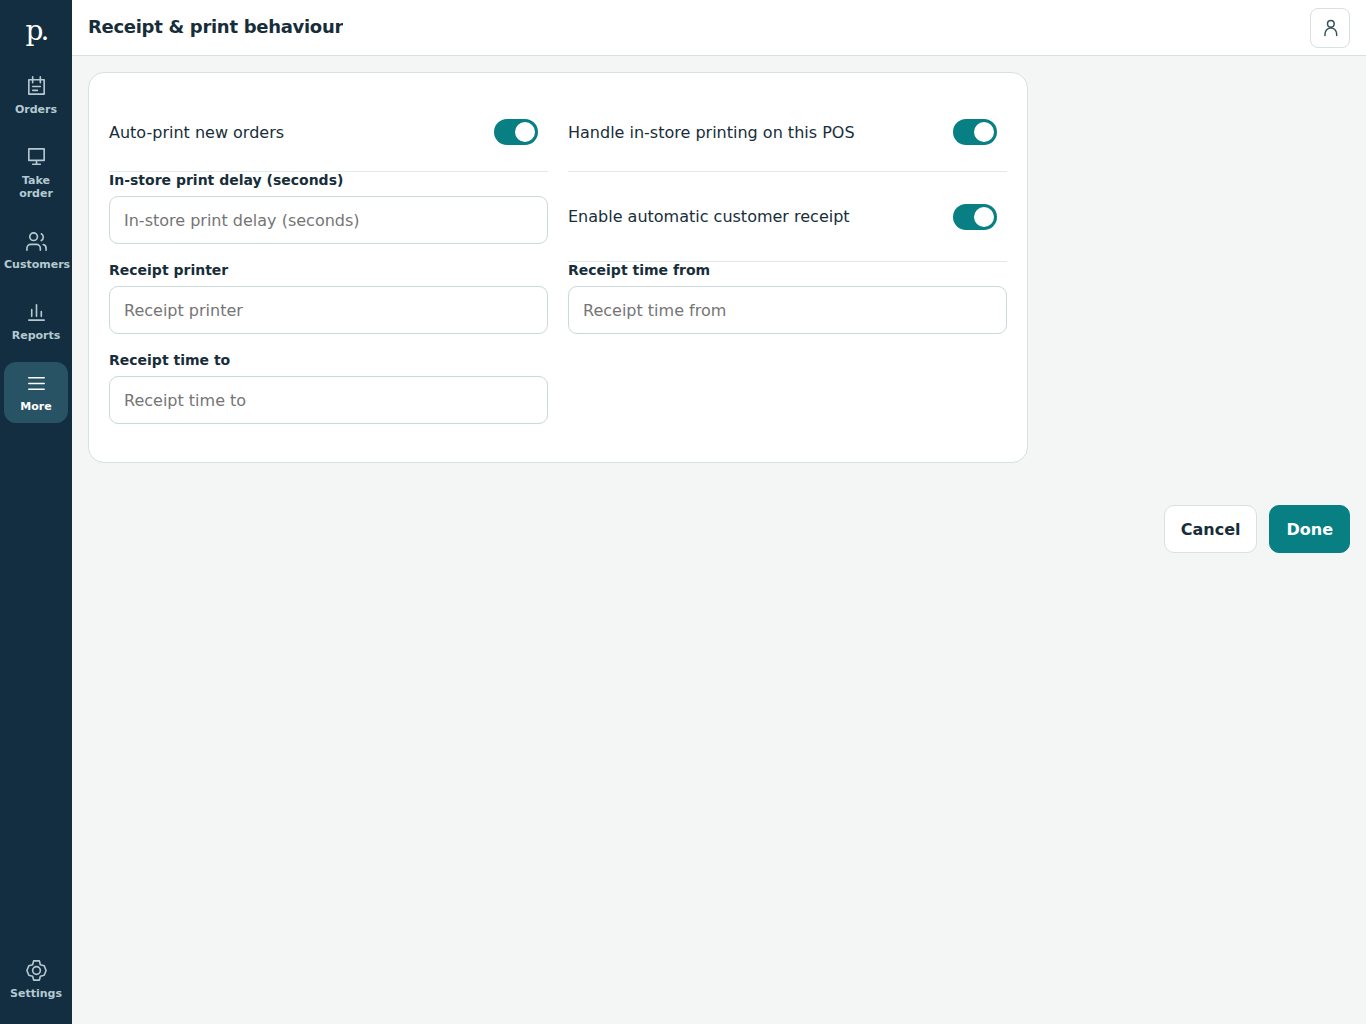 p.
Receipt & print behaviour
Orders
Take
order
Customers
Reports
More
Settings
Auto-print new orders
Handle in-store printing on this POS
In-store print delay (seconds)
In-store print delay (seconds)
Enable automatic customer receipt
Receipt printer
Receipt printer
Receipt time from
Receipt time from
Receipt time to
Receipt time to
Cancel
Done